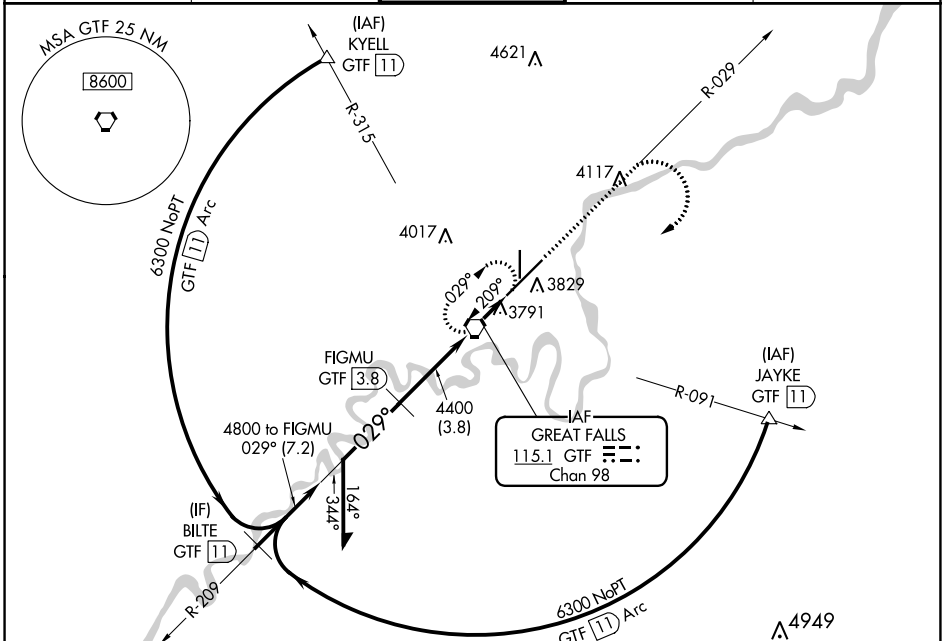 MSA GTF 25 NM
8600
(IAF)
KYELL
GTF 11
R-315
4621
R-029
4117
6300 NoPT
GTF 11 Arc
4017
029°
209°
3829
3791
FIGMU
GTF 3.8
4400
(3.8)
029°
(IAF)
JAYKE
GTF 11
R-091
IAF
GREAT FALLS
115.1 GTF
Chan 98
4800 to FIGMU
029° (7.2)
344°
164°
(IF)
BILTE
GTF 11
R-209
6300 NoPT
GTF 11 Arc
4949